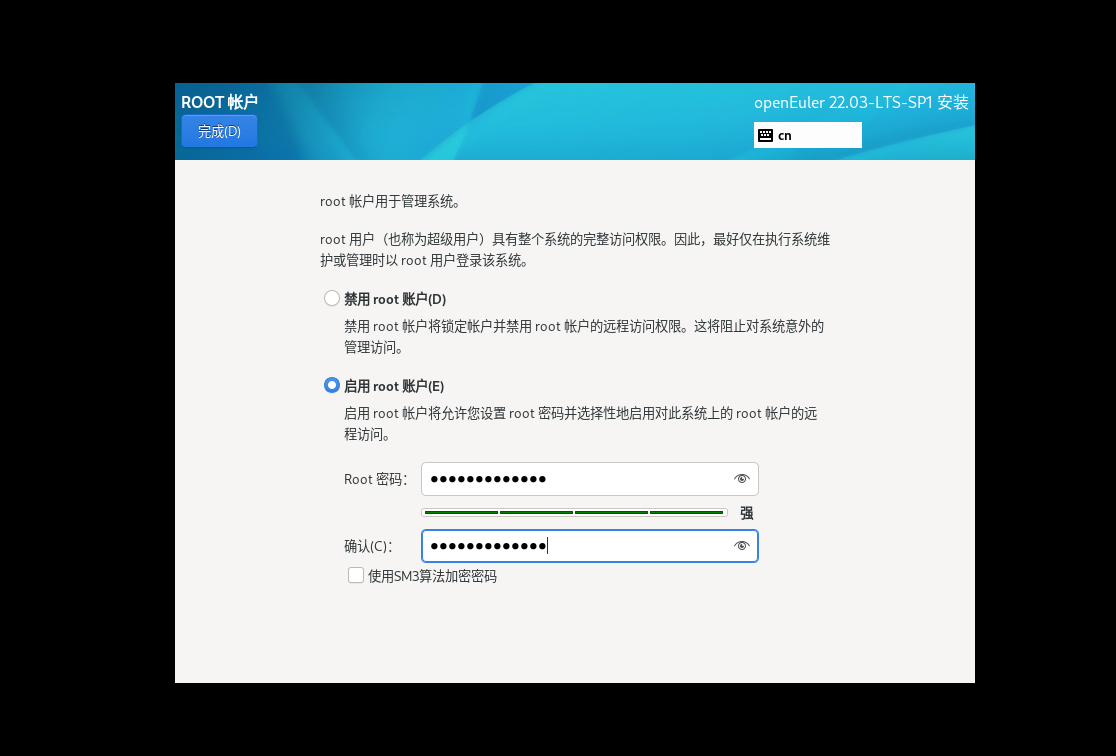 ROOT 帐户
完成(D)
openEuler 22.03-LTS-SP1 安装
cn
root 帐户用于管理系统。
root 用户（也称为超级用户）具有整个系统的完整访问权限。因此，最好仅在执行系统维
护或管理时以 root 用户登录该系统。
禁用 root 账户(D)
禁用 root 帐户将锁定帐户并禁用 root 帐户的远程访问权限。这将阻止对系统意外的
管理访问。
启用 root 账户(E)
启用 root 帐户将允许您设置 root 密码并选择性地启用对此系统上的 root 帐户的远
程访问。
Root 密码：
●●●●●●●●●●●●●
强
确认(C)：
●●●●●●●●●●●●●
使用SM3算法加密密码